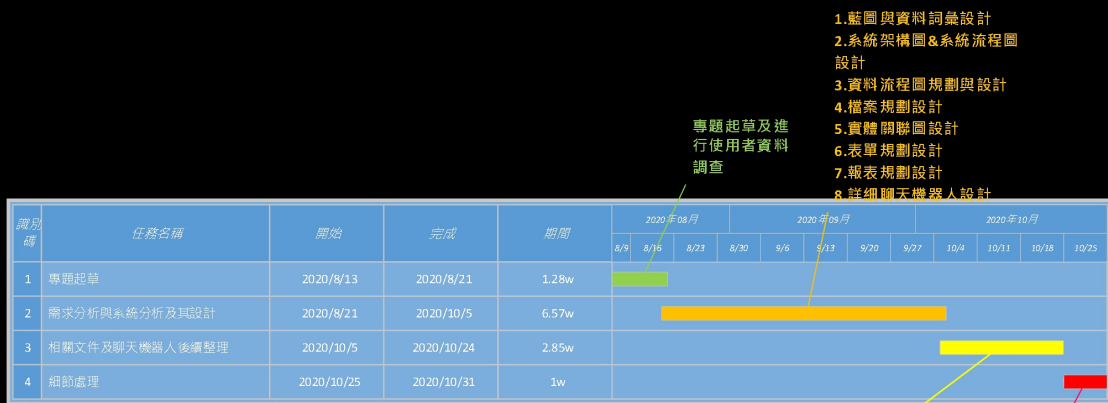 1.藍圖與資料詞彙設計
2.系統架構圖&系統流程圖
設計
3.資料流程圖規劃與設計
4.檔案規劃設計
5.實體關聯圖設計
6.表單規劃設計
7.報表規劃設計
8.詳細聊天機器人設計
專題起草及進
行使用者資料
調查
識別碼 任務名稱 開始 完成 期間 2020年08月 2020年09月 2020年10月
8/9 8/16 8/23 8/30 9/6 9/13 9/20 9/27 10/4 10/11 10/18 10/25
1 專題起草 2020/8/13 2020/8/21 1.28w
2 需求分析與系統分析及其設計 2020/8/21 2020/10/5 6.57w
3 相關文件及聊天機器人後續整理 2020/10/5 2020/10/24 2.85w
4 細節處理 2020/10/25 2020/10/31 1w